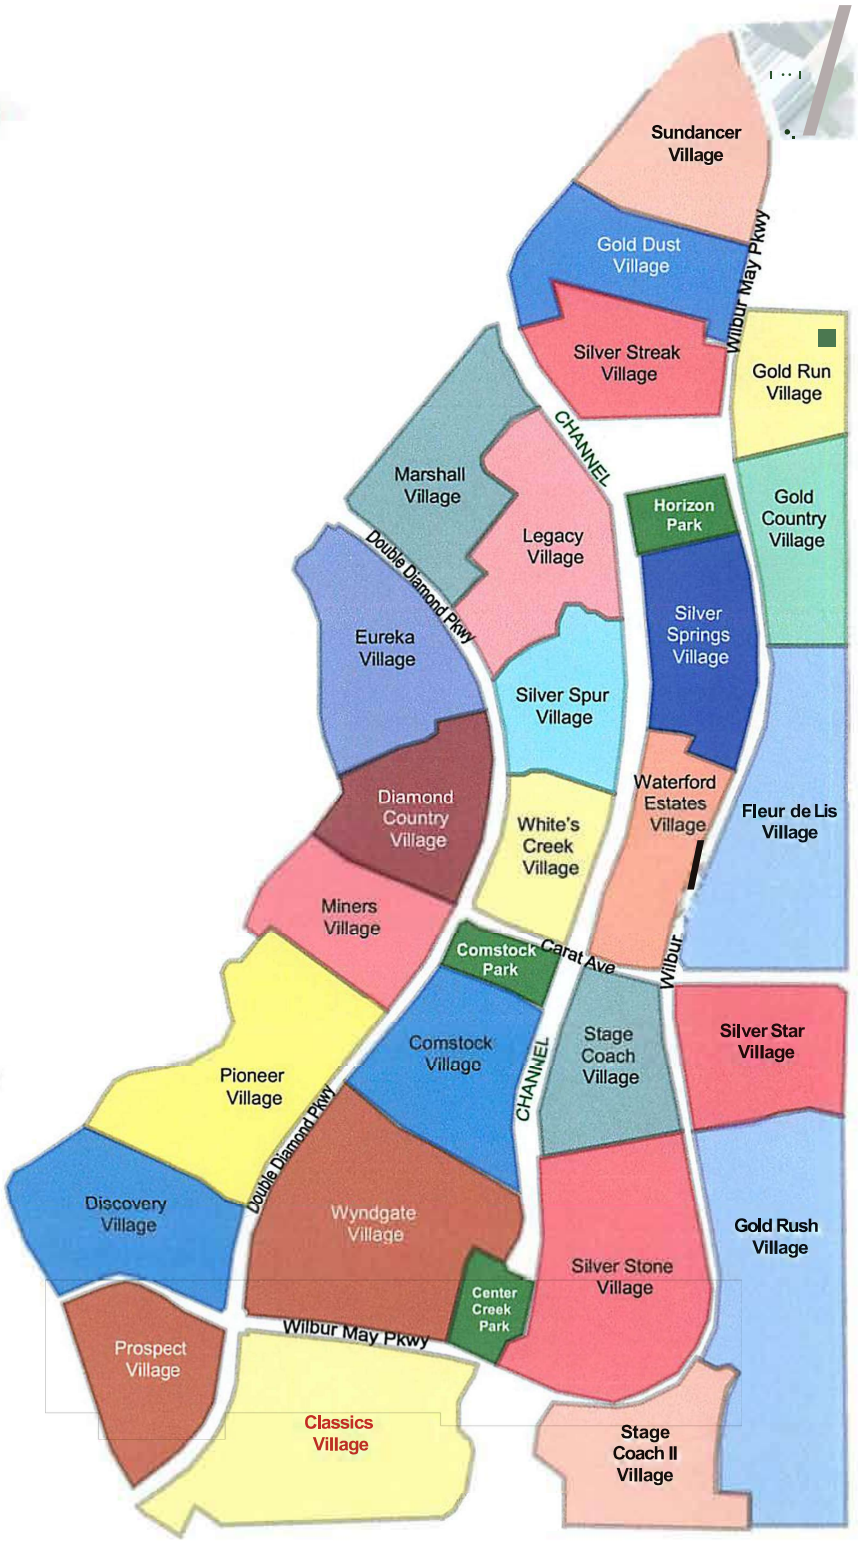 Sundancer
Village
Gold Dust
Village
Wilbur May Pkwy
Silver Streak
Village
Gold Run
Village
CHANNEL
Marshall
Village
Horizon
Park
Gold
Country
Village
Legacy
Village
Double Diamond Pkwy
Silver
Springs
Village
Eureka
Village
Silver Spur
Village
Waterford
Estates
Village
Diamond
Country
Village
Fleur de Lis
Village
White's
Creek
Village
Miners
Village
Comstock
Park
Carat Ave
Wilbur
Comstock
Village
Stage
Coach
Village
Silver Star
Village
CHANNEL
Pioneer
Village
Double Diamond Pkwy
Discovery
Village
Wyndgate
Village
Gold Rush
Village
Silver Stone
Village
Center
Creek
Park
Wilbur May Pkwy
Prospect
Village
Classics
Village
Stage
Coach II
Village